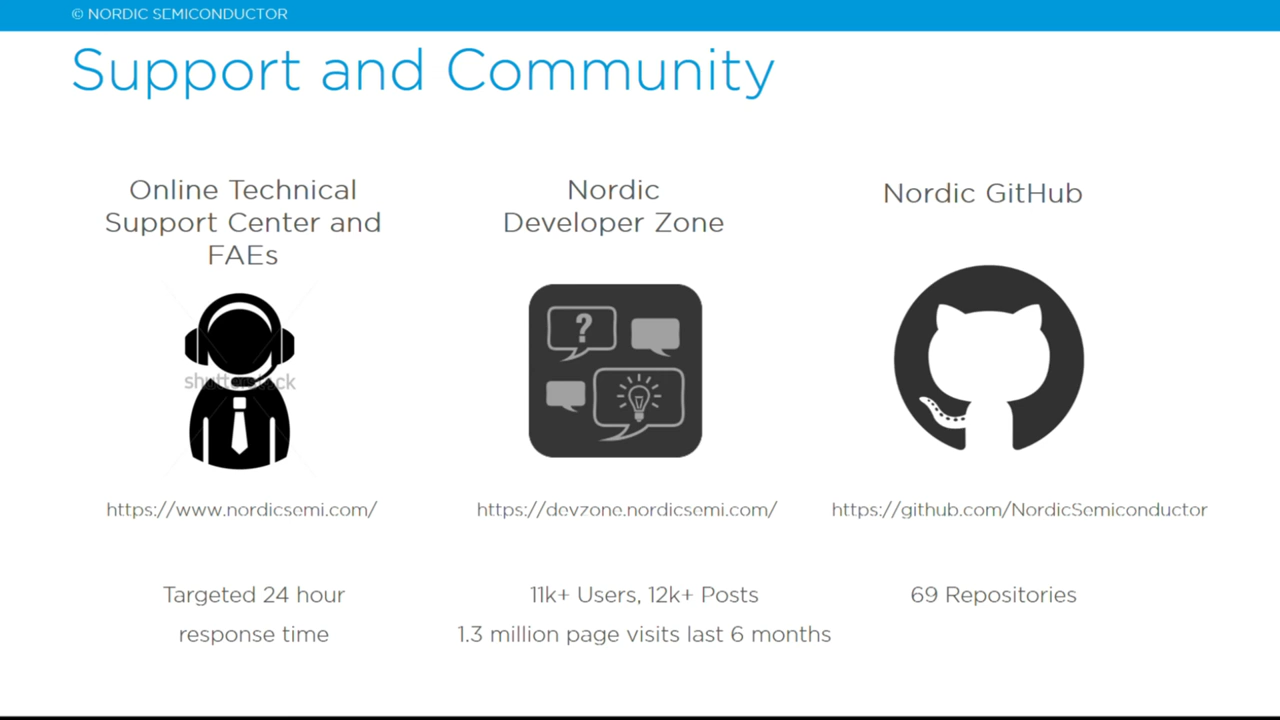 © NORDIC SEMICONDUCTOR
Support and Community
Online Technical
Support Center and
FAEs
shutterstock
https://www.nordicsemi.com/
Targeted 24 hour
response time
Nordic
Developer Zone
?
https://devzone.nordicsemi.com/
11k+ Users, 12k+ Posts
1.3 million page visits last 6 months
Nordic GitHub
https://github.com/NordicSemiconductor
69 Repositories